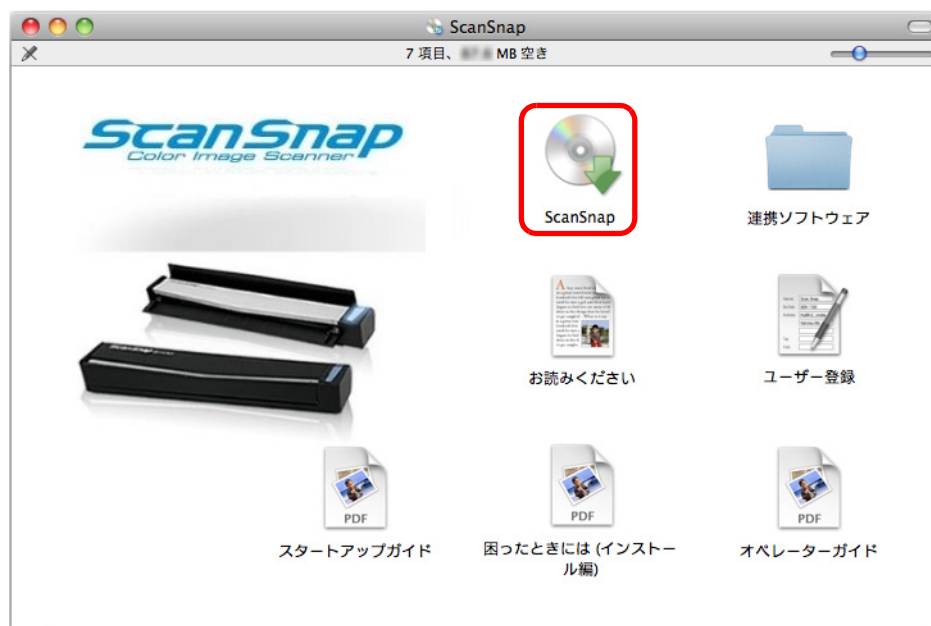 ScanSnap
7 項目、 MB 空き
ScanSnap
Color Image Scanner
ScanSnap
連携ソフトウェア
お読みください
ユーザー登録
PDF
PDF
PDF
スタートアップガイド
困ったときには (インストー
ル編)
オペレーターガイド